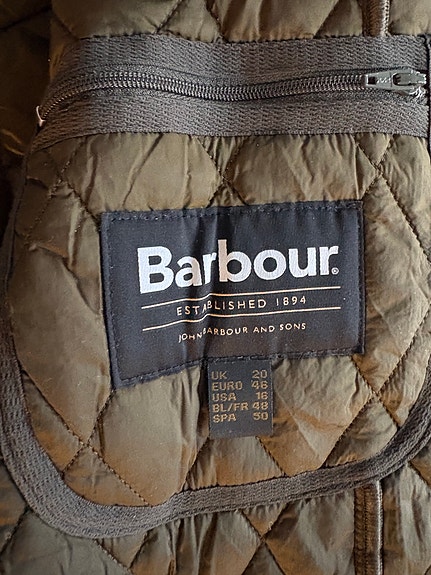 Barbour®
ESTABLISHED 1894
JOHN BARBOUR AND SONS
UK 20
EURO 46
USA 16
BL/FR 48
SPA 50